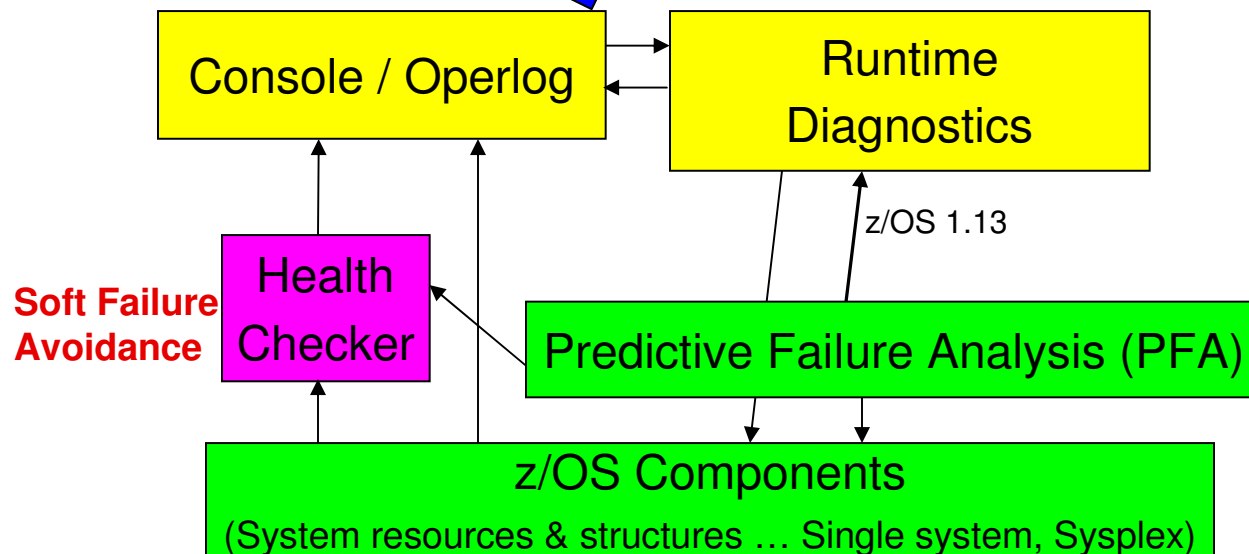 Console / Operlog
Runtime
Diagnostics
z/OS 1.13
Health
Checker
Soft Failure
Avoidance
Predictive Failure Analysis (PFA)
z/OS Components
(System resources & structures … Single system, Sysplex)